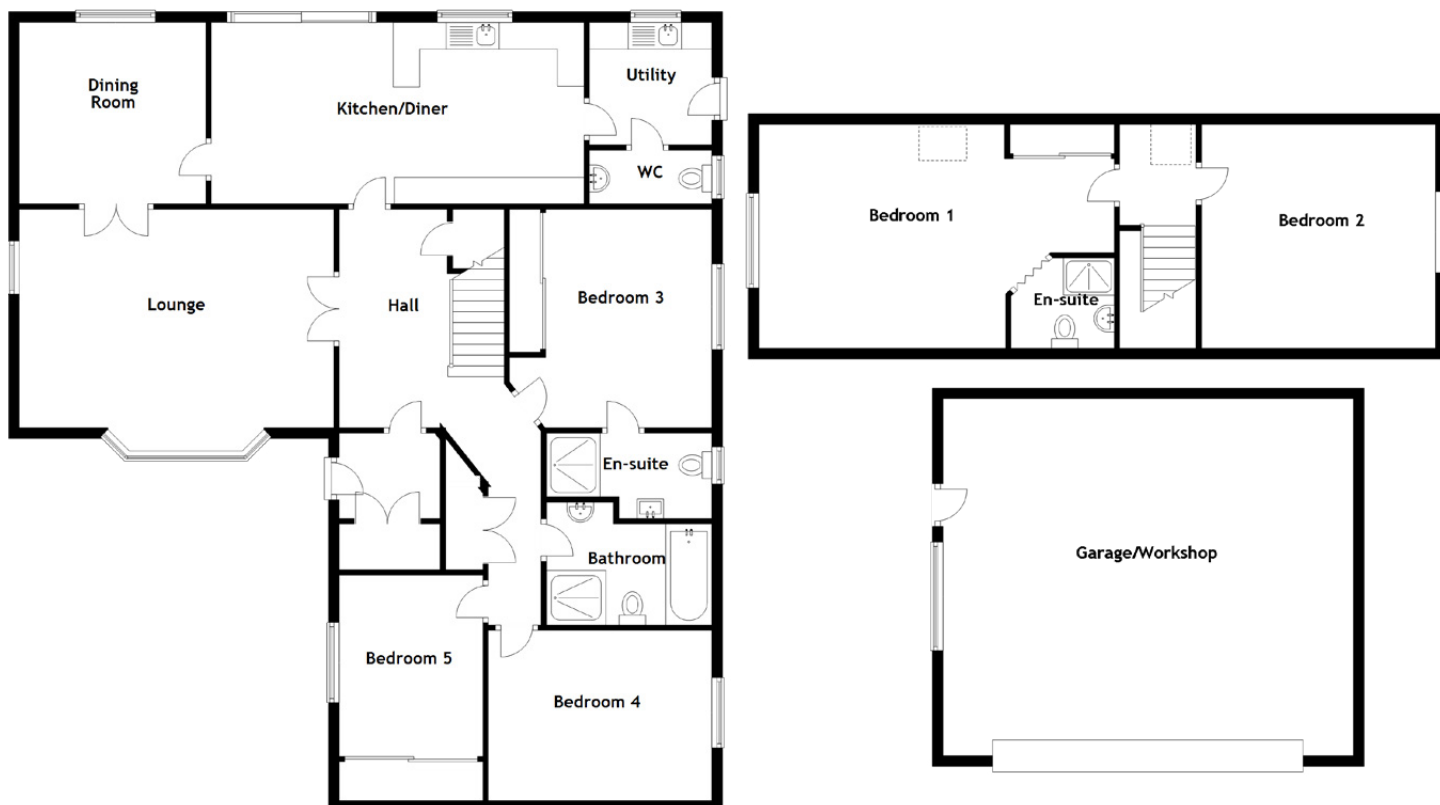 Dining
Room
Kitchen/Diner
Utility
WC
Lounge
Hall
Bedroom 3
En-suite
Bathroom
Bedroom 5
Bedroom 4
Bedroom 1
Bedroom 2
En-suite
Garage/Workshop